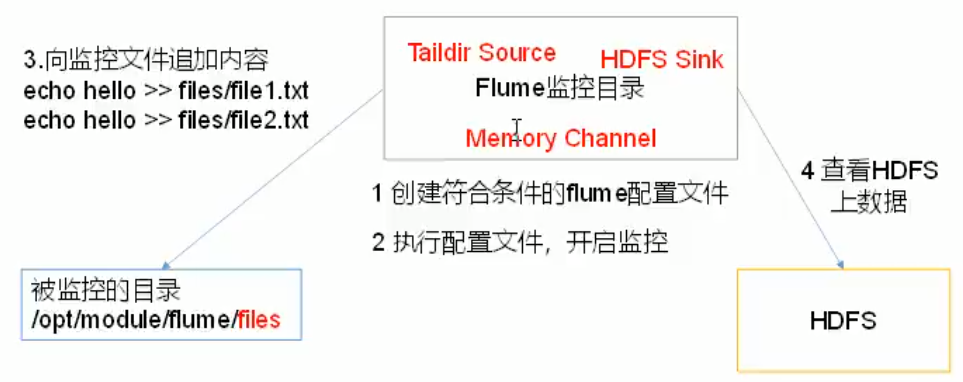 3.向监控文件追加内容
echo hello >> files/file1.txt
echo hello >> files/file2.txt
Taildir Source
HDFS Sink
Flume监控目录
Memory Channel
1 创建符合条件的flume配置文件
2 执行配置文件，开启监控
4 查看HDFS
上数据
被监控的目录
/opt/module/flume/files
HDFS